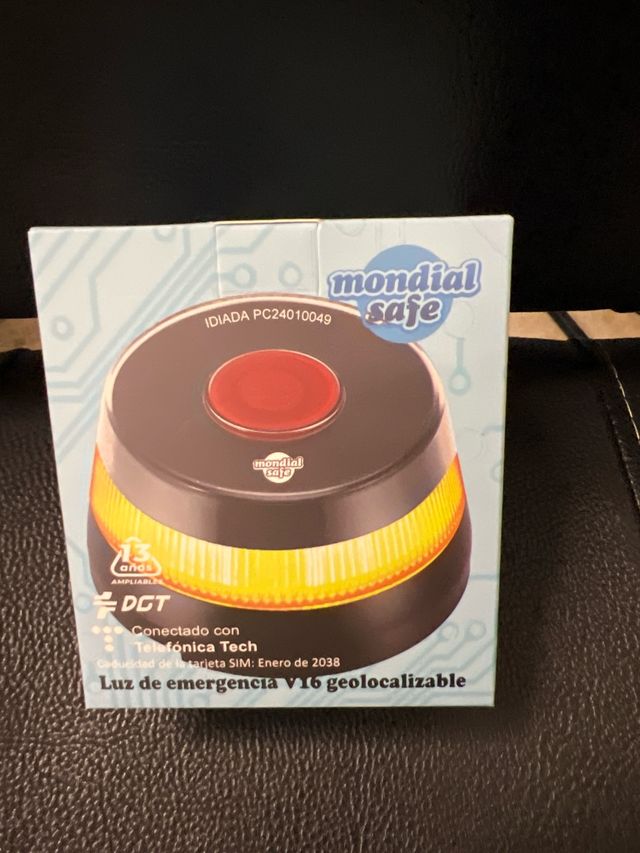 mondial
safe
IDIADA PC24010049
mondial
safe
13
años
AMPLIABLES
DGT
Conectado con
Telefónica Tech
Caducidad de la tarjeta SIM: Enero de 2038
Luz de emergencia V16 geolocalizable